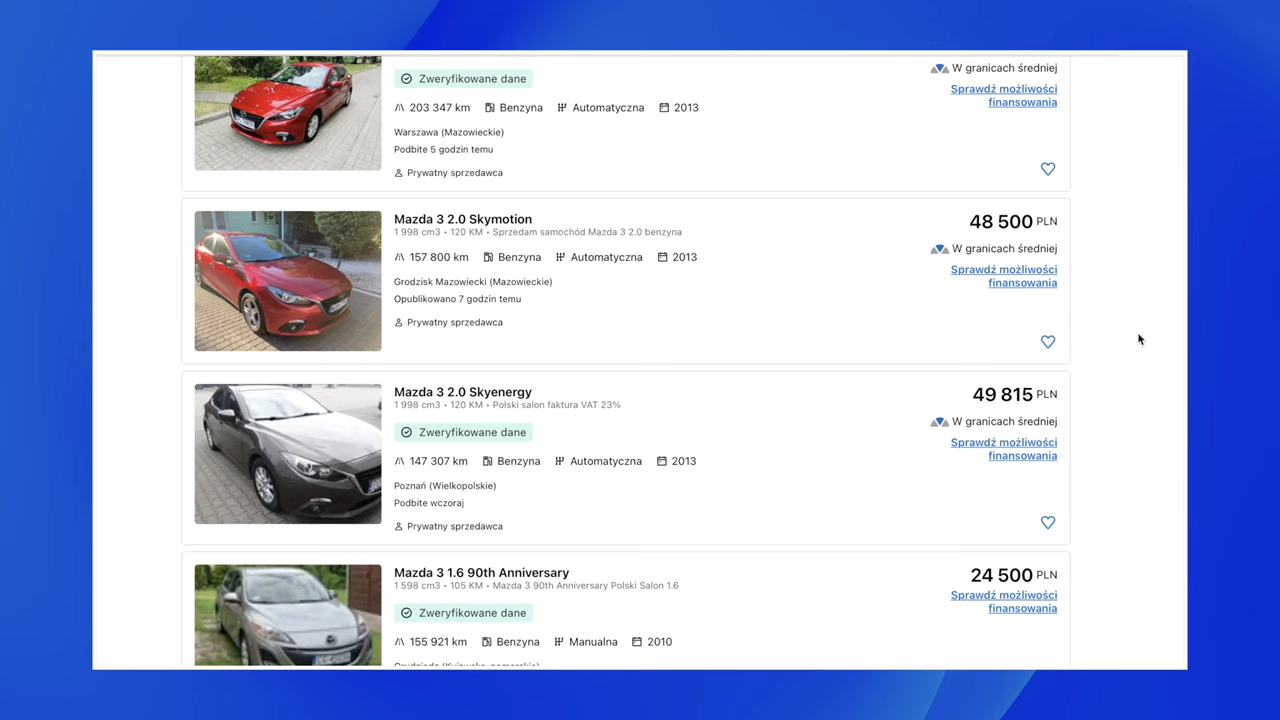 Zweryfikowane dane
203 347 km Benzyna Automatyczna 2013
Warszawa (Mazowieckie)
Podbite 5 godzin temu
Prywatny sprzedawca
W granicach średniej
Sprawdź możliwości
finansowania
Mazda 3 2.0 Skymotion
1 998 cm3 • 120 KM • Sprzedam samochód Mazda 3 2.0 benzyna
157 800 km Benzyna Automatyczna 2013
Grodzisk Mazowiecki (Mazowieckie)
Opublikowano 7 godzin temu
Prywatny sprzedawca
48 500 PLN
W granicach średniej
Sprawdź możliwości
finansowania
Mazda 3 2.0 Skyenergy
1 998 cm3 • 120 KM • Polski salon faktura VAT 23%
Zweryfikowane dane
147 307 km Benzyna Automatyczna 2013
Poznań (Wielkopolskie)
Podbite wczoraj
Prywatny sprzedawca
49 815 PLN
W granicach średniej
Sprawdź możliwości
finansowania
Mazda 3 1.6 90th Anniversary
1 598 cm3 • 105 KM • Mazda 3 90th Anniversary Polski Salon 1.6
Zweryfikowane dane
155 921 km Benzyna Manualna 2010
24 500 PLN
Sprawdź możliwości
finansowania